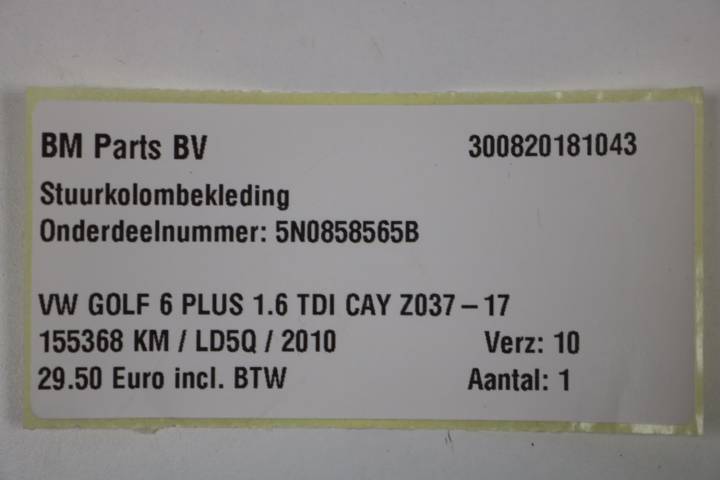 BM Parts BV 300820181043
Stuurkolombekleding
Onderdeelnummer: 5N0858565B
VW GOLF 6 PLUS 1.6 TDI CAY Z037 – 17
155368 KM / LD5Q / 2010 Verz: 10
29.50 Euro incl. BTW Aantal: 1